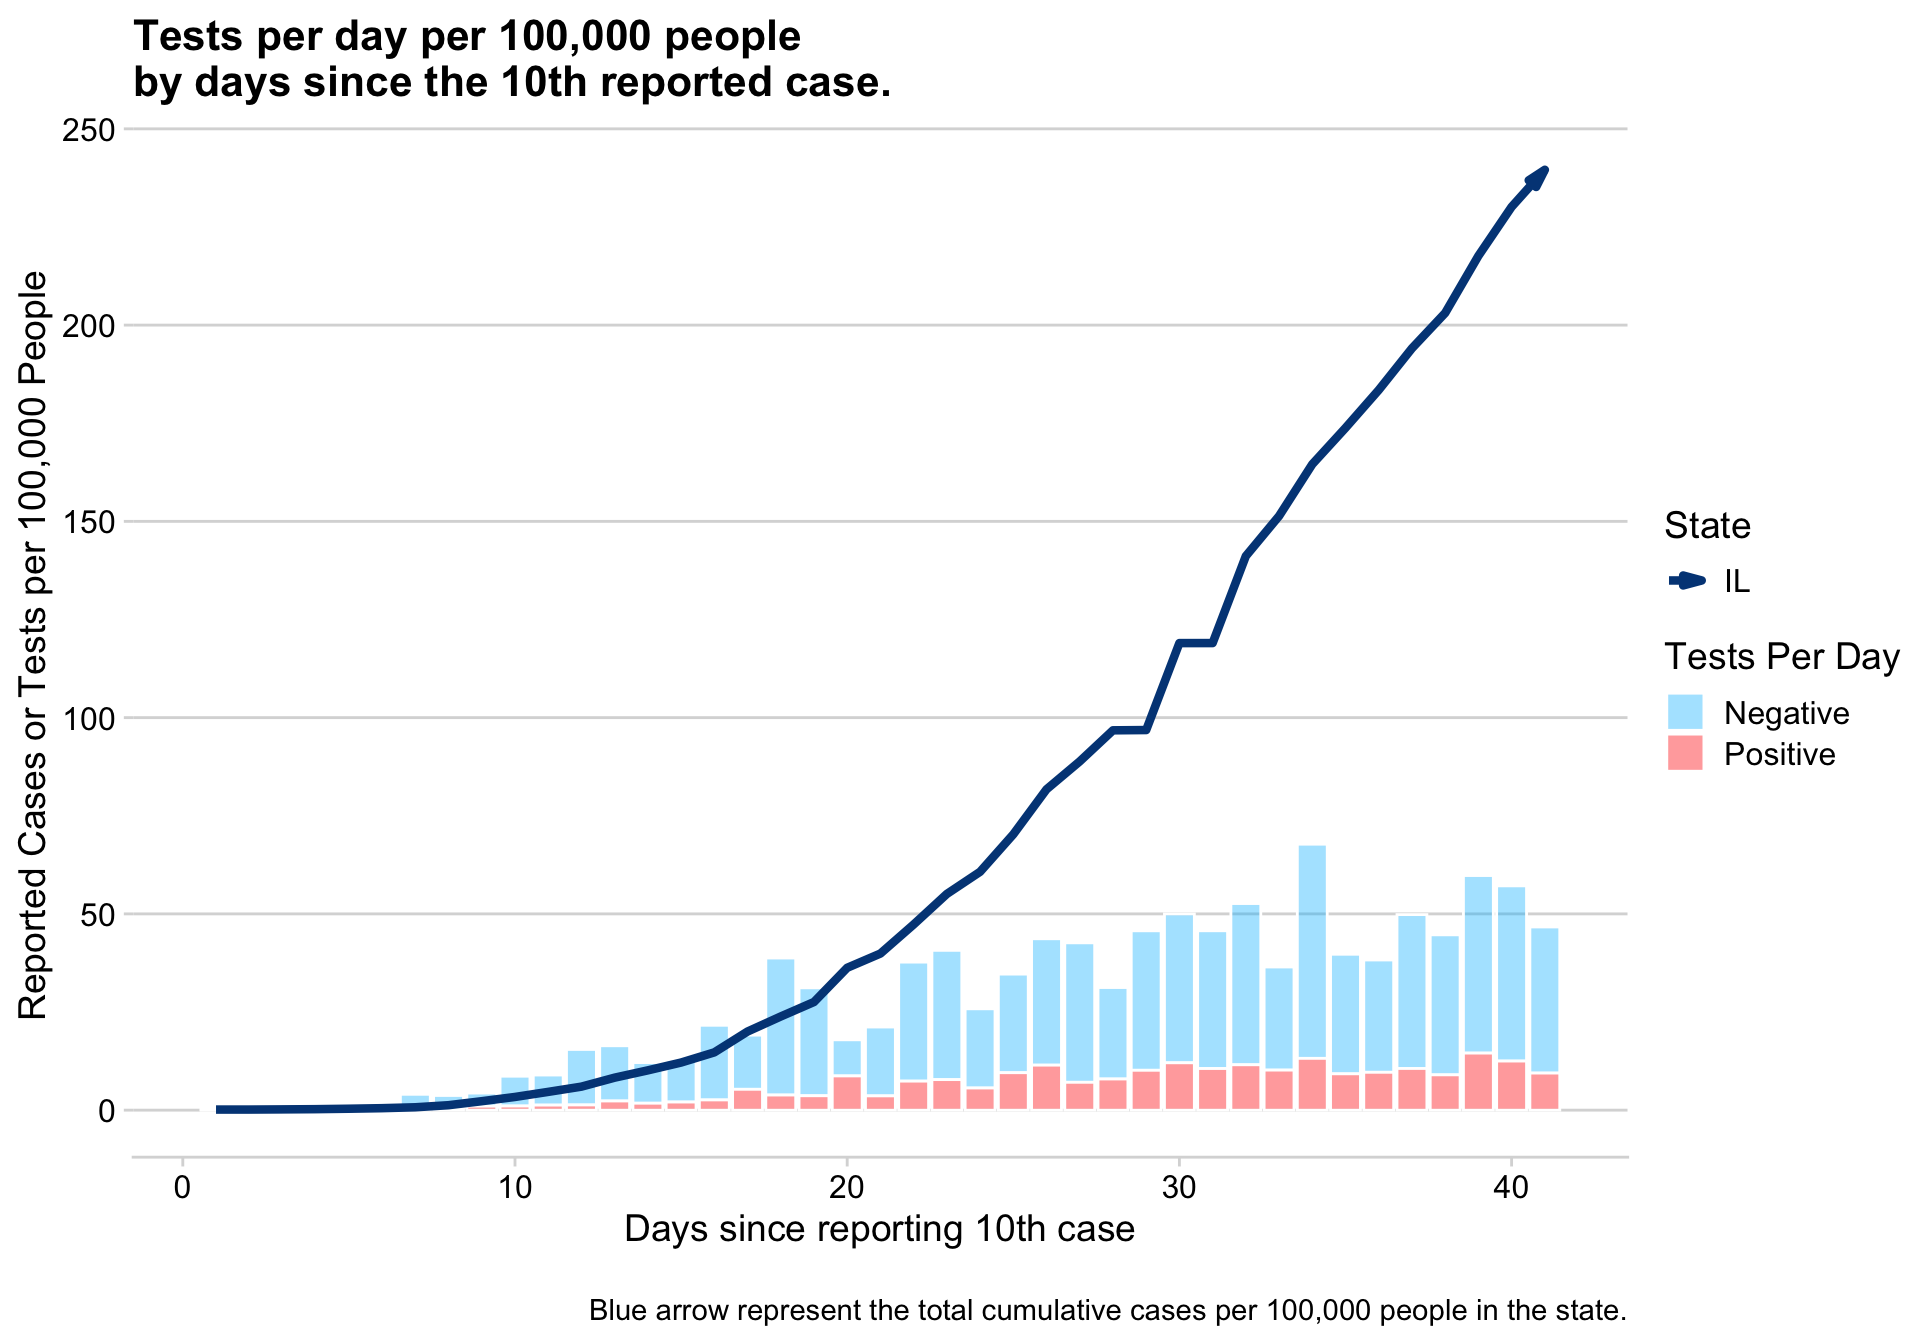 Tests per day per 100,000 people
by days since the 10th reported case.
Reported Cases or Tests per 100,000 People
250
200
150
100
50
0
0
10
20
30
40
Days since reporting 10th case
State
IL
Tests Per Day
Negative
Positive
Blue arrow represent the total cumulative cases per 100,000 people in the state.